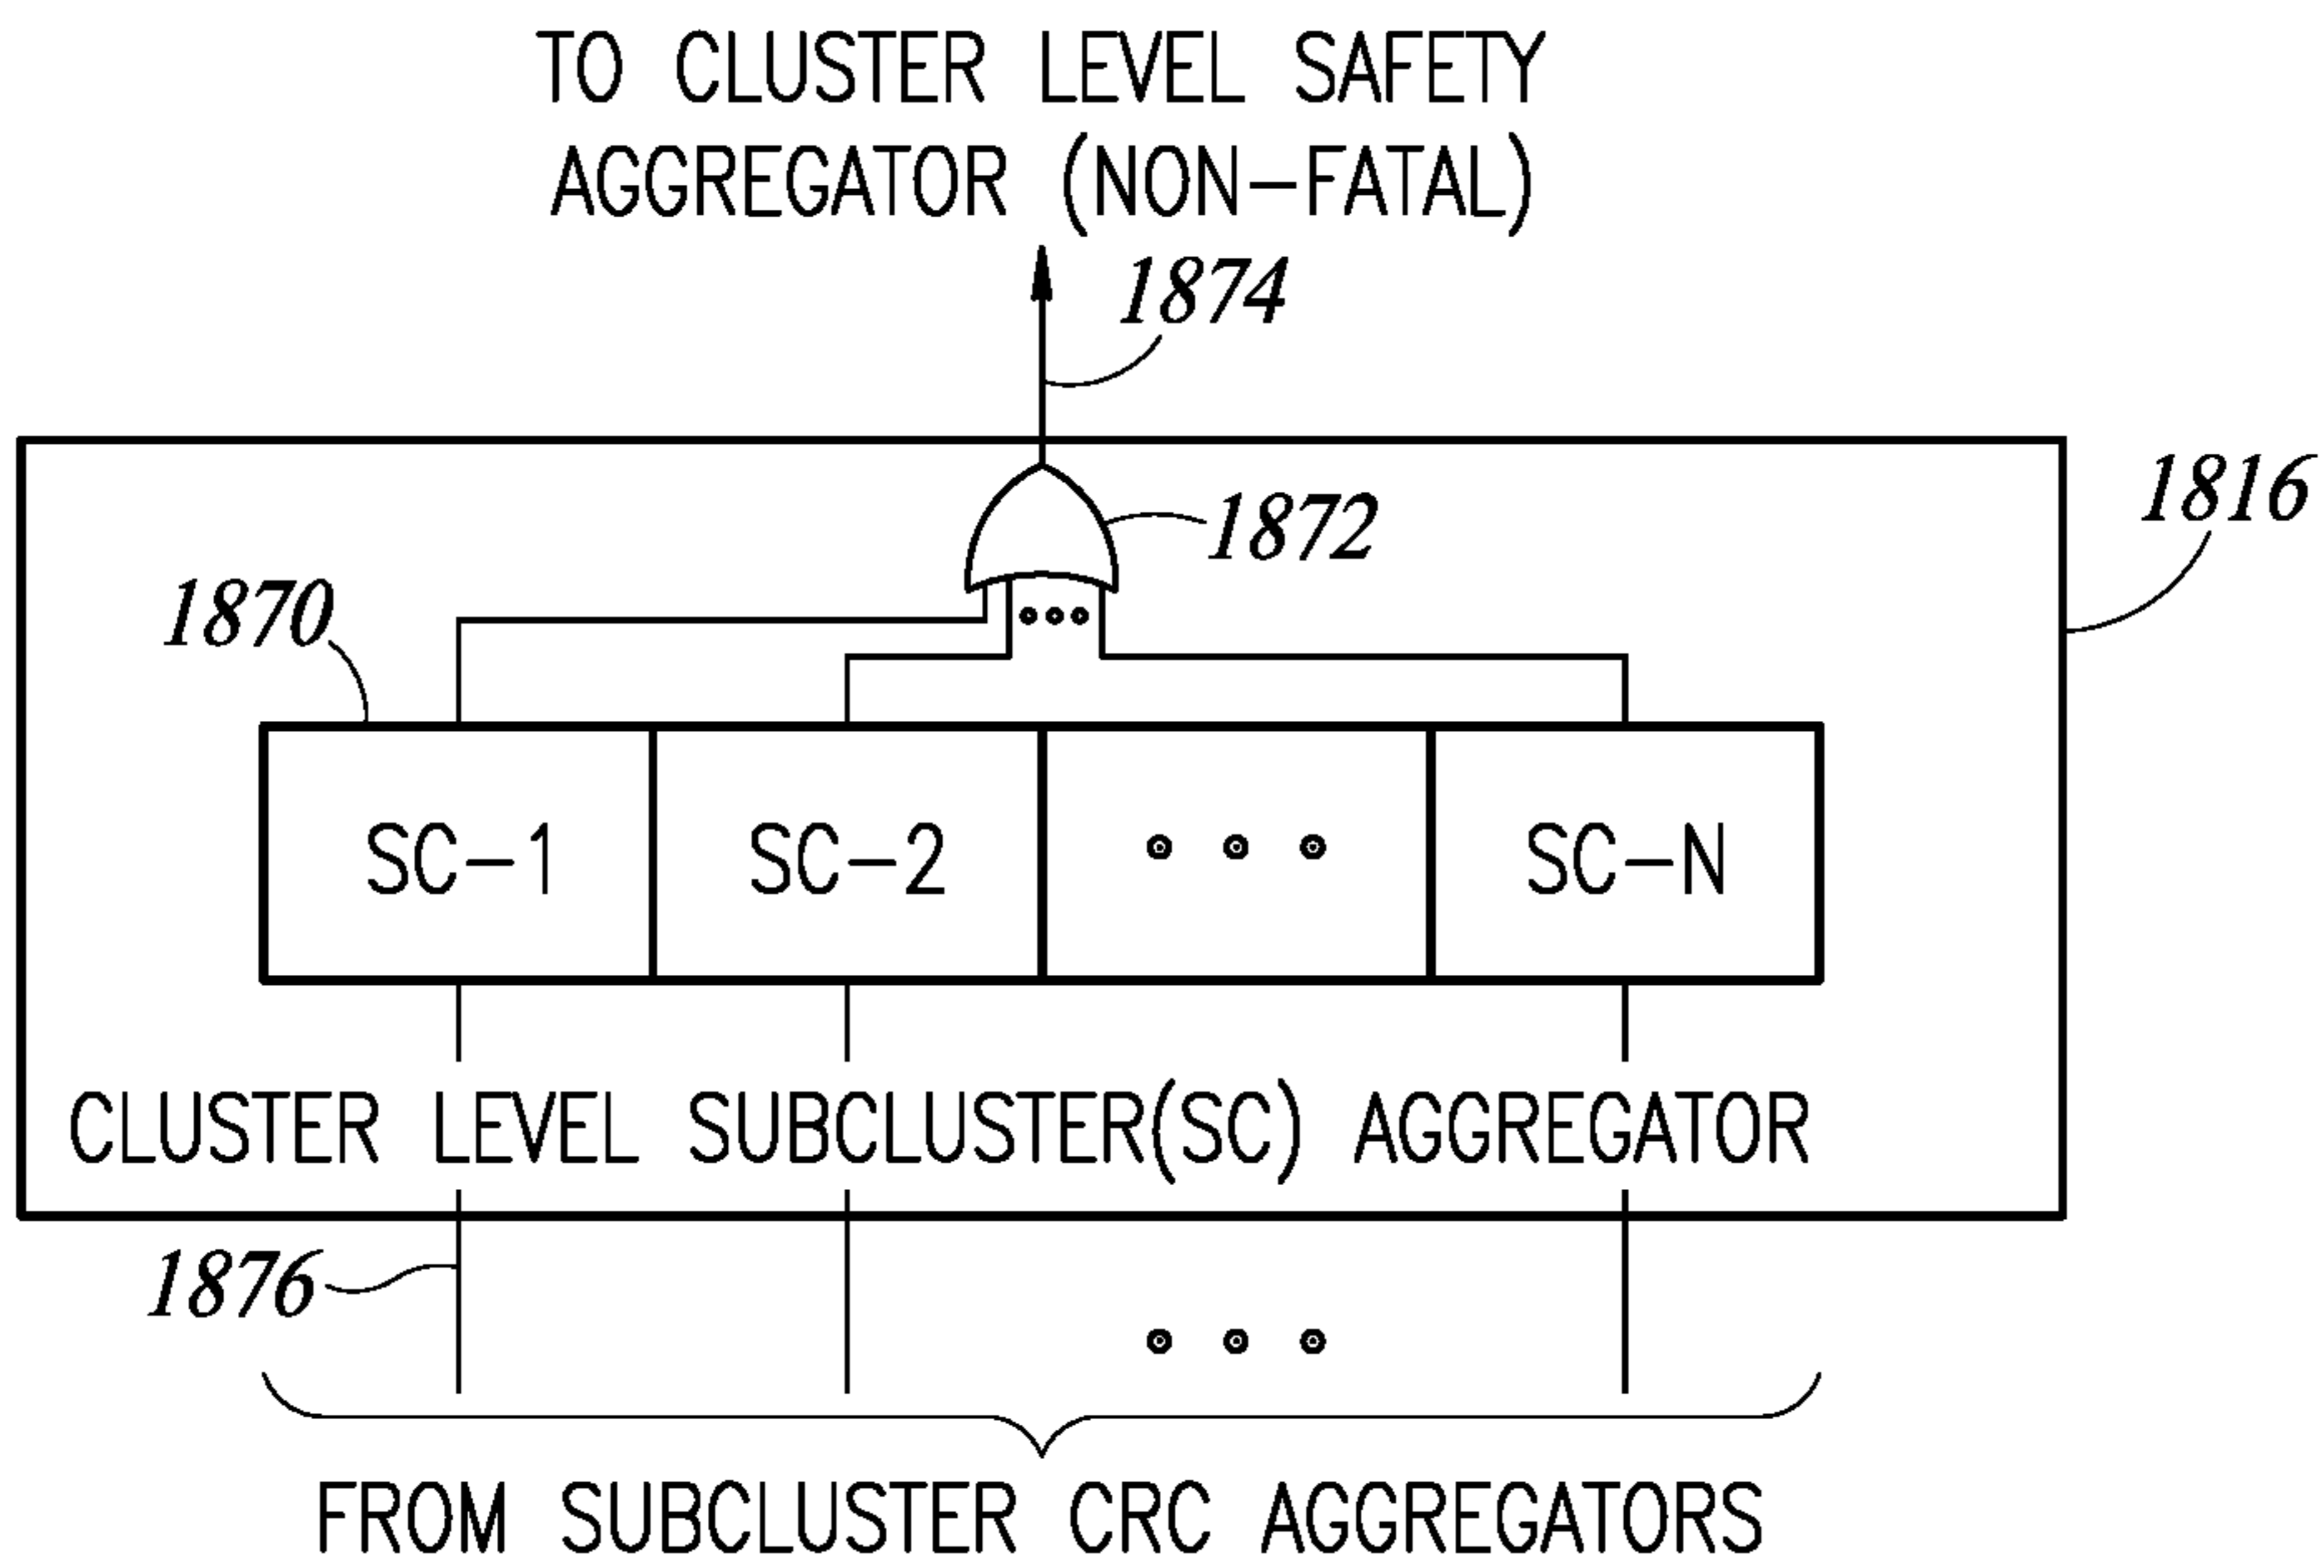 TO CLUSTER LEVEL SAFETY
AGGREGATOR (NON-FATAL)
1874
1816
1872
1870
SC-1
SC-2
SC-N
CLUSTER LEVEL SUBCLUSTER(SC) AGGREGATOR
1876
FROM SUBCLUSTER CRC AGGREGATORS